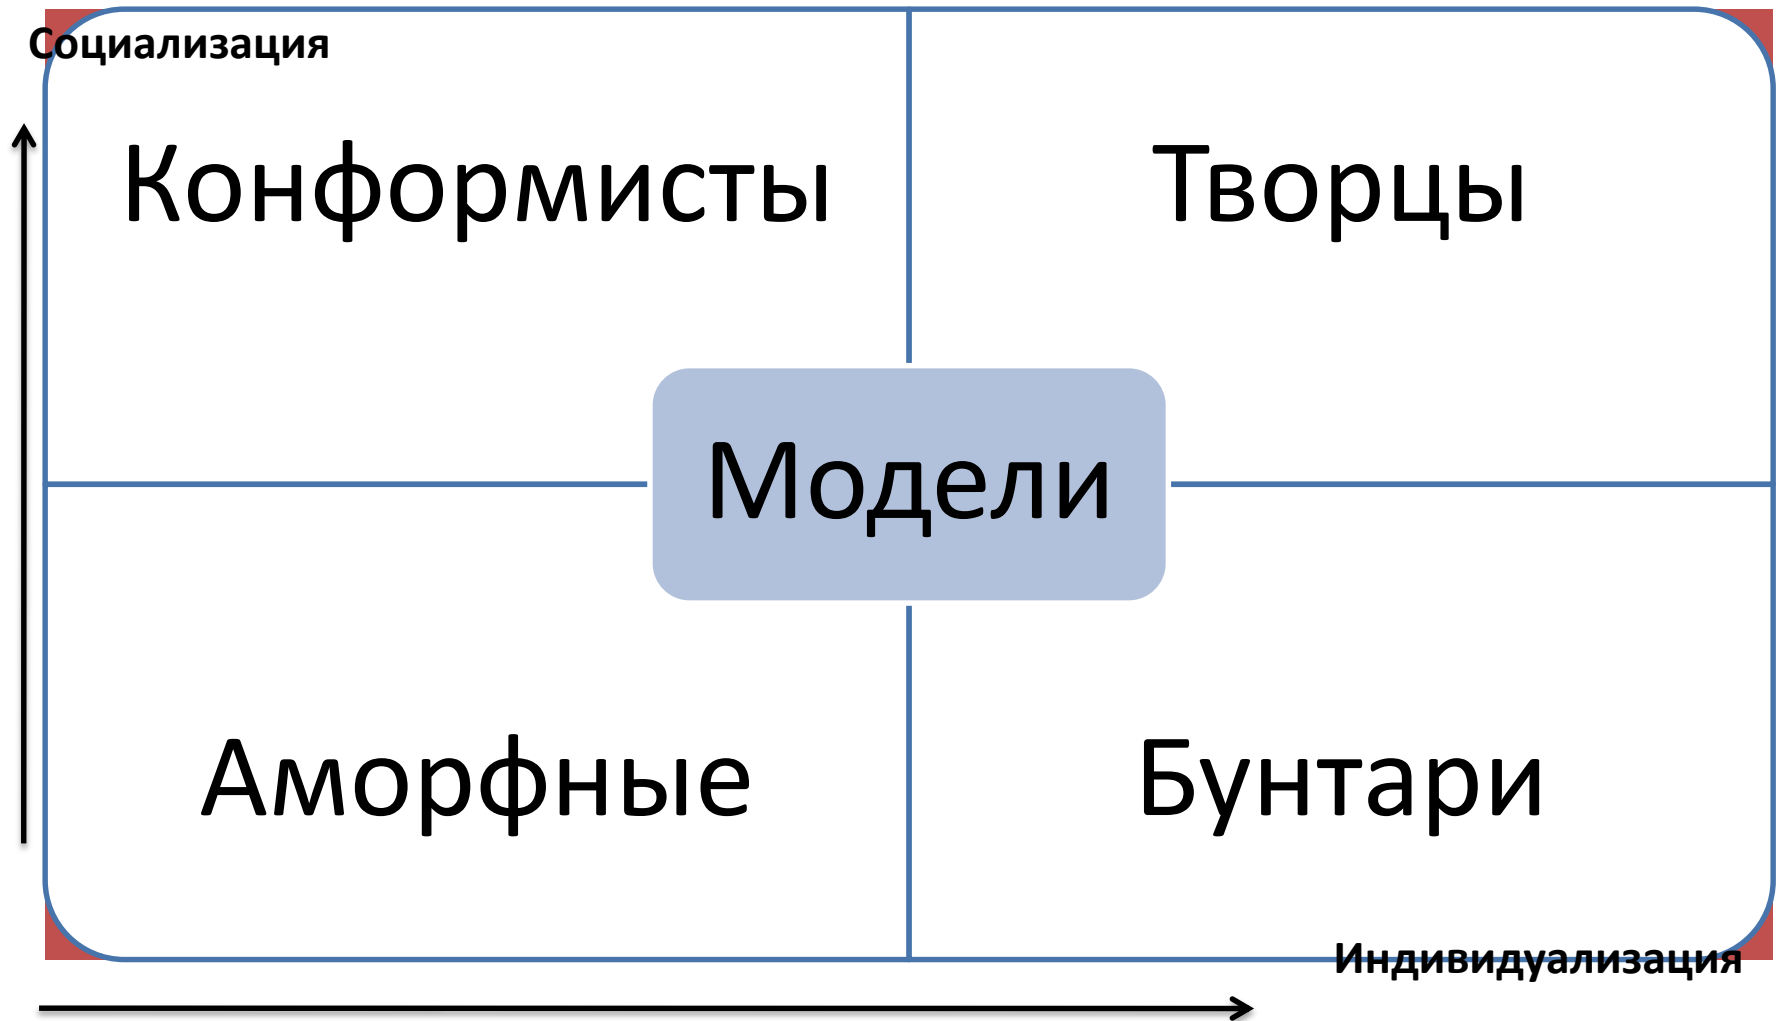 Социализация
Конформисты
Творцы
Модели
Аморфные
Бунтари
Индивидуализация